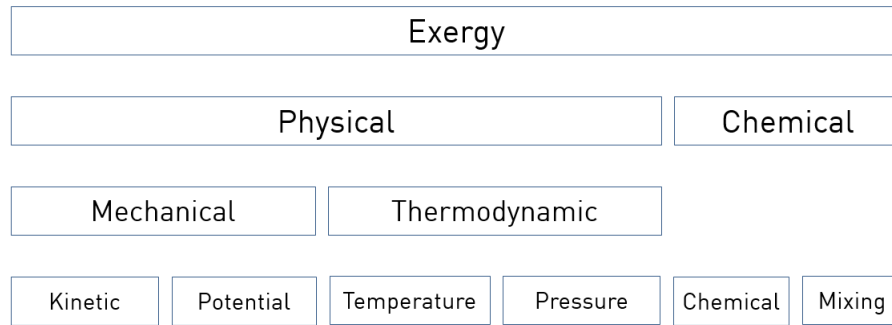 Exergy
Physical Chemical
Mechanical Thermodynamic
Kinetic Potential Temperature Pressure Chemical Mixing